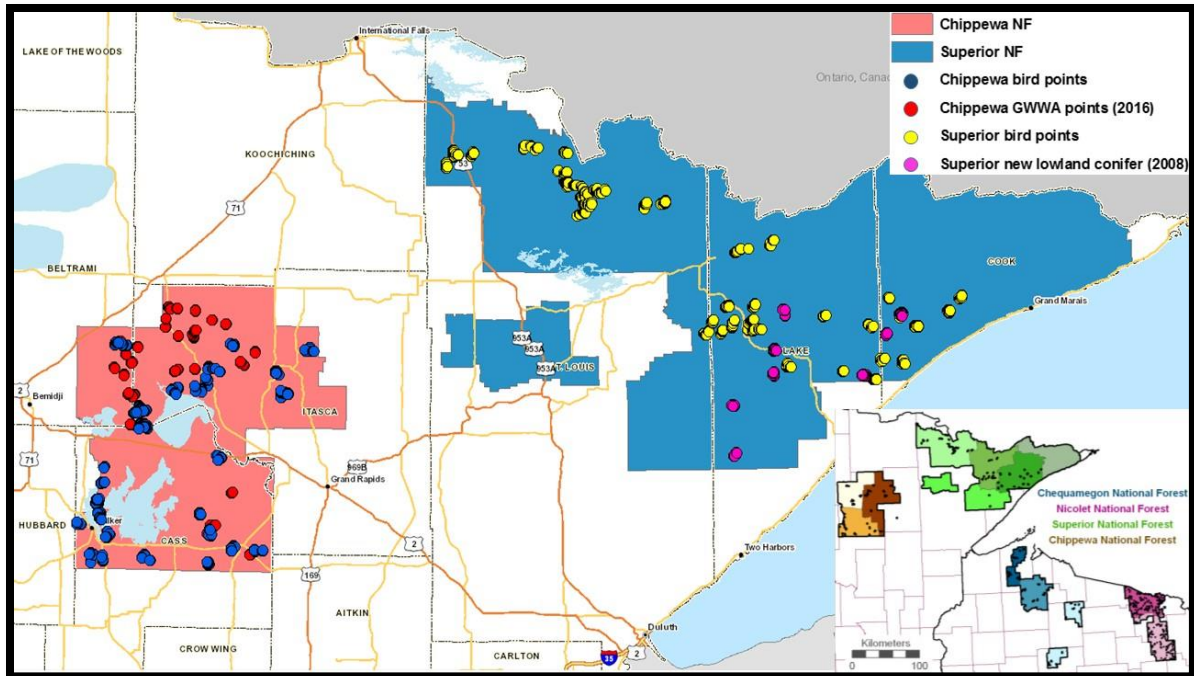 Chippewa NF
Superior NF
Chippewa bird points
Chippewa GWWA points (2016)
Superior bird points
Superior new lowland conifer (2008)
LAKE OF THE WOODS
International Falls
Ontario,
KOOCHICHING
53
71
BELTRAMI
COOK
Grand Marais
953A
953A
953A
LOUIS
LAKE
2
Bemidji
ITASCA
71
969B
Grand Rapids
HUBBARD
CASS
2
Two Harbors
169
AITKIN
Duluth
CROW WING
CARLTON
35
2
Chequamegon National Forest
Nicolet National Forest
Superior National Forest
Chippewa National Forest
Kilometers
0 100